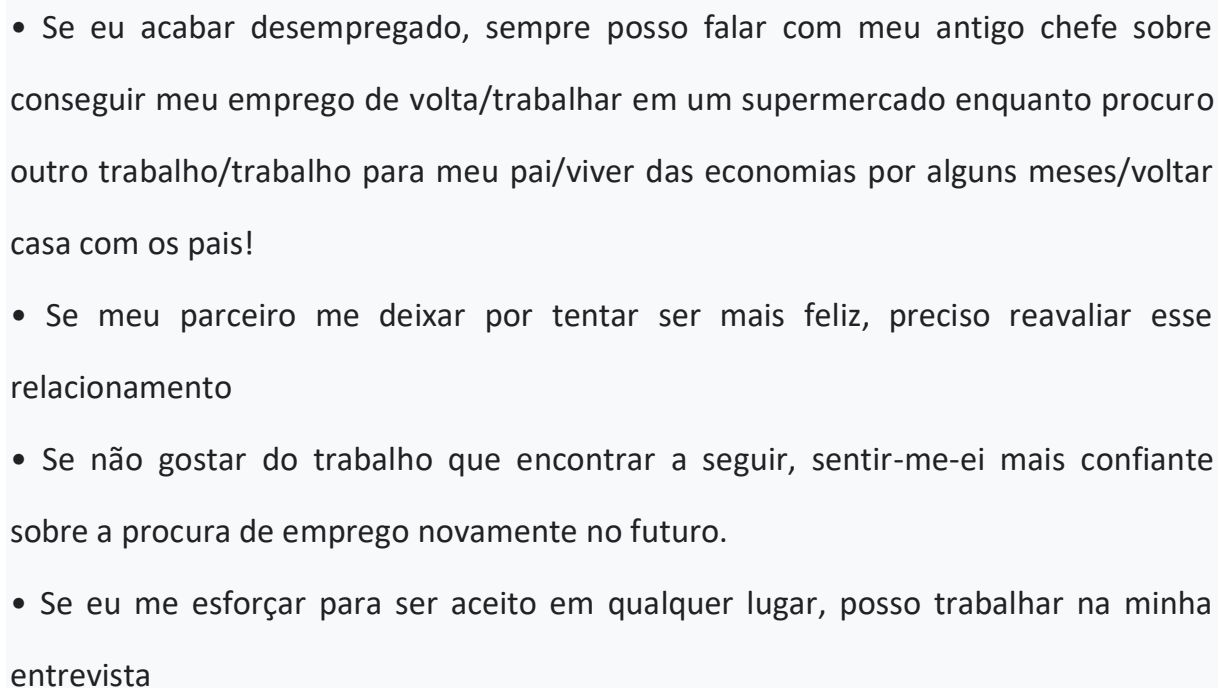 • Se eu acabar desempregado, sempre posso falar com meu antigo chefe sobre
conseguir meu emprego de volta/trabalhar em um supermercado enquanto procuro
outro trabalho/trabalho para meu pai/viver das economias por alguns meses/voltar
casa com os pais!
• Se meu parceiro me deixar por tentar ser mais feliz, preciso reavaliar esse
relacionamento
• Se não gostar do trabalho que encontrar a seguir, sentir-me-ei mais confiante
sobre a procura de emprego novamente no futuro.
• Se eu me esforçar para ser aceito em qualquer lugar, posso trabalhar na minha
entrevista